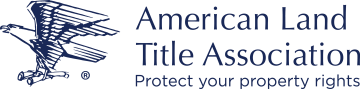 American Land
Title Association
Protect your property rights
®